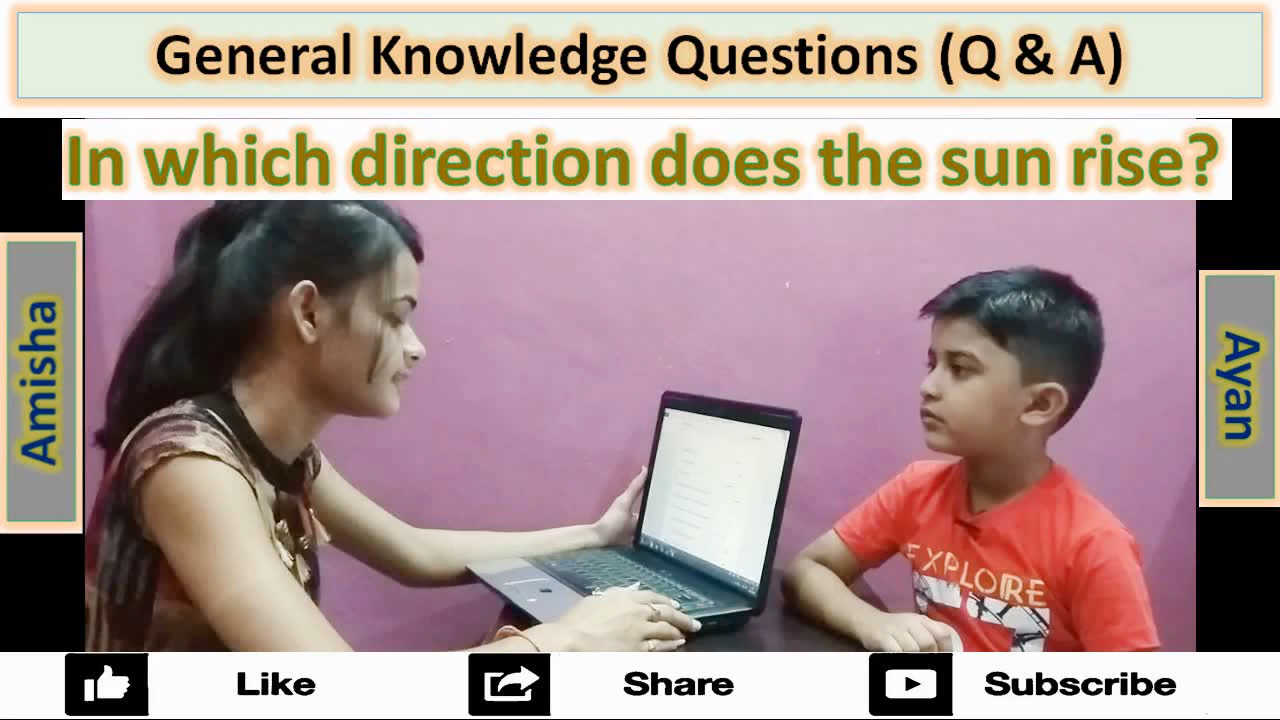 General Knowledge Questions (Q & A)
In which direction does the sun rise?
Amisha
Ayan
EXPLORE
Like
Share
Subscribe